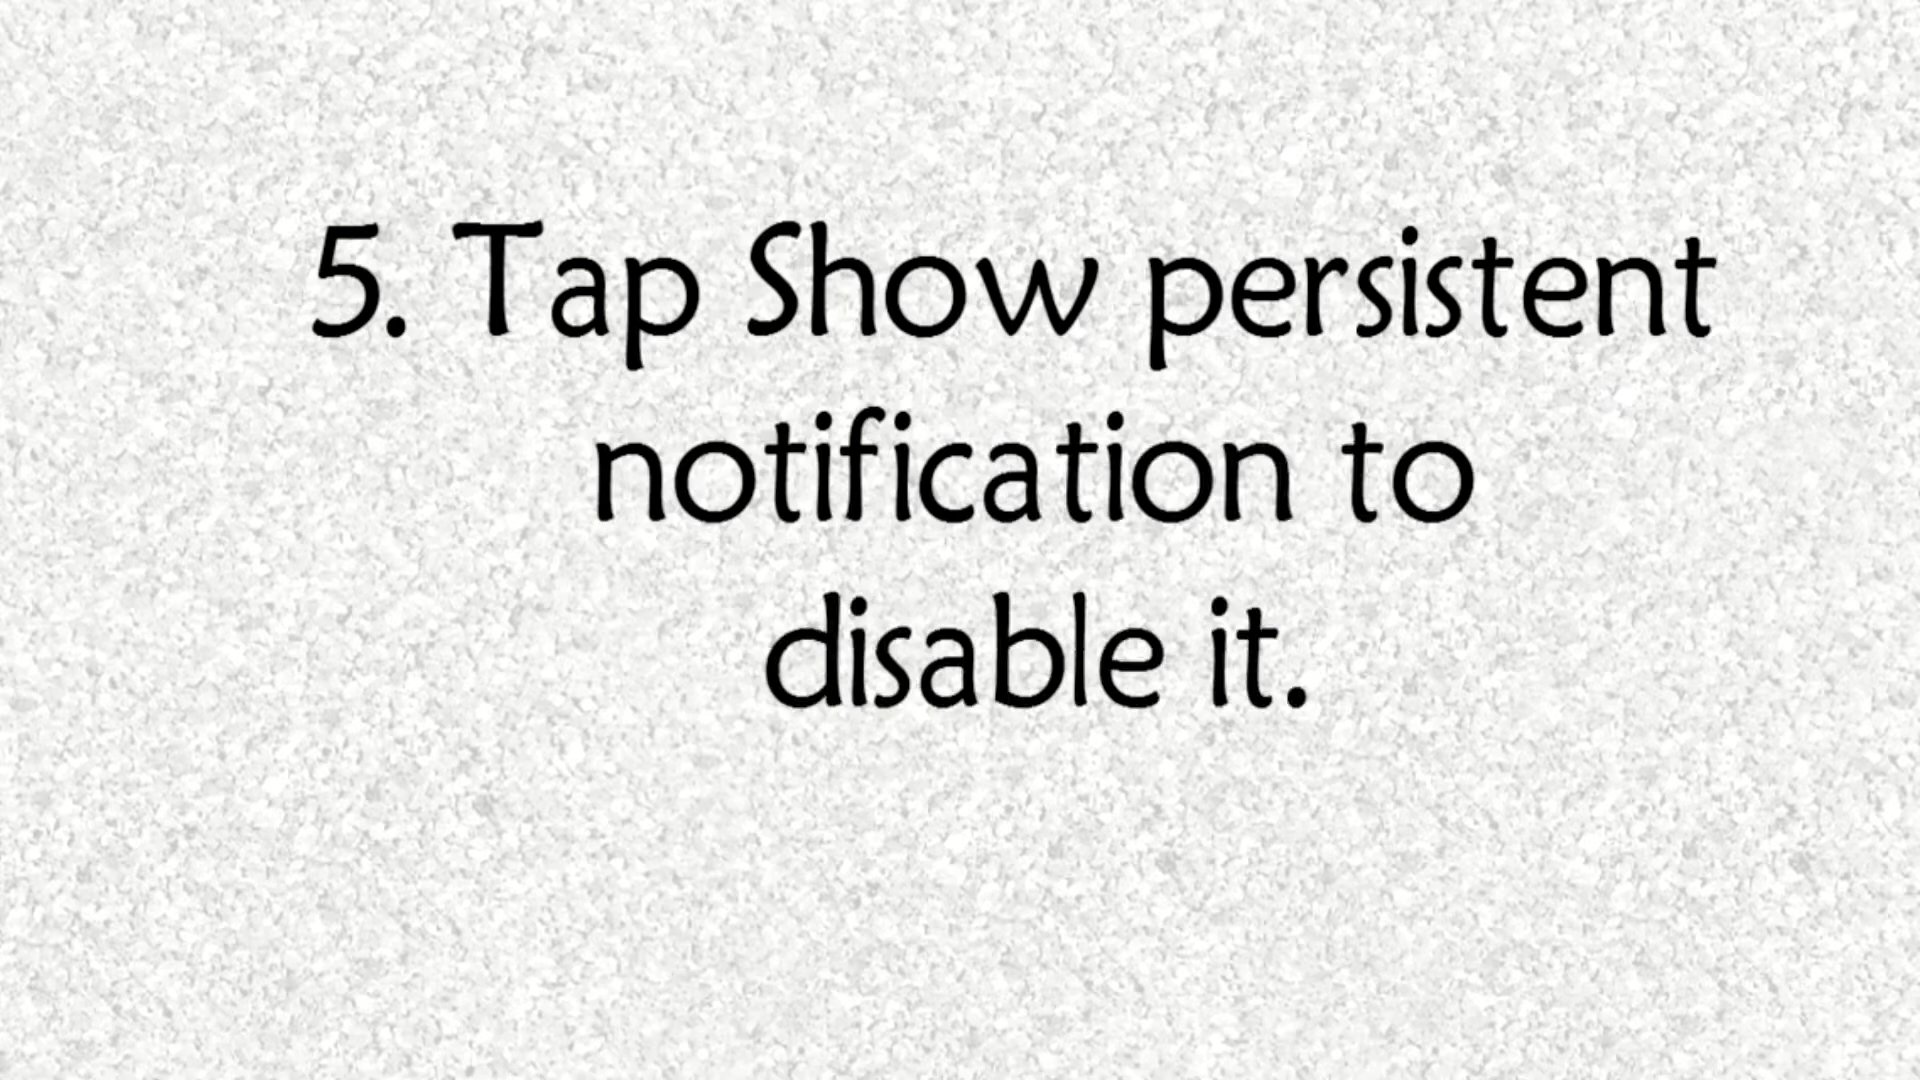 5. Tap Show persistent
notification to
disable it.